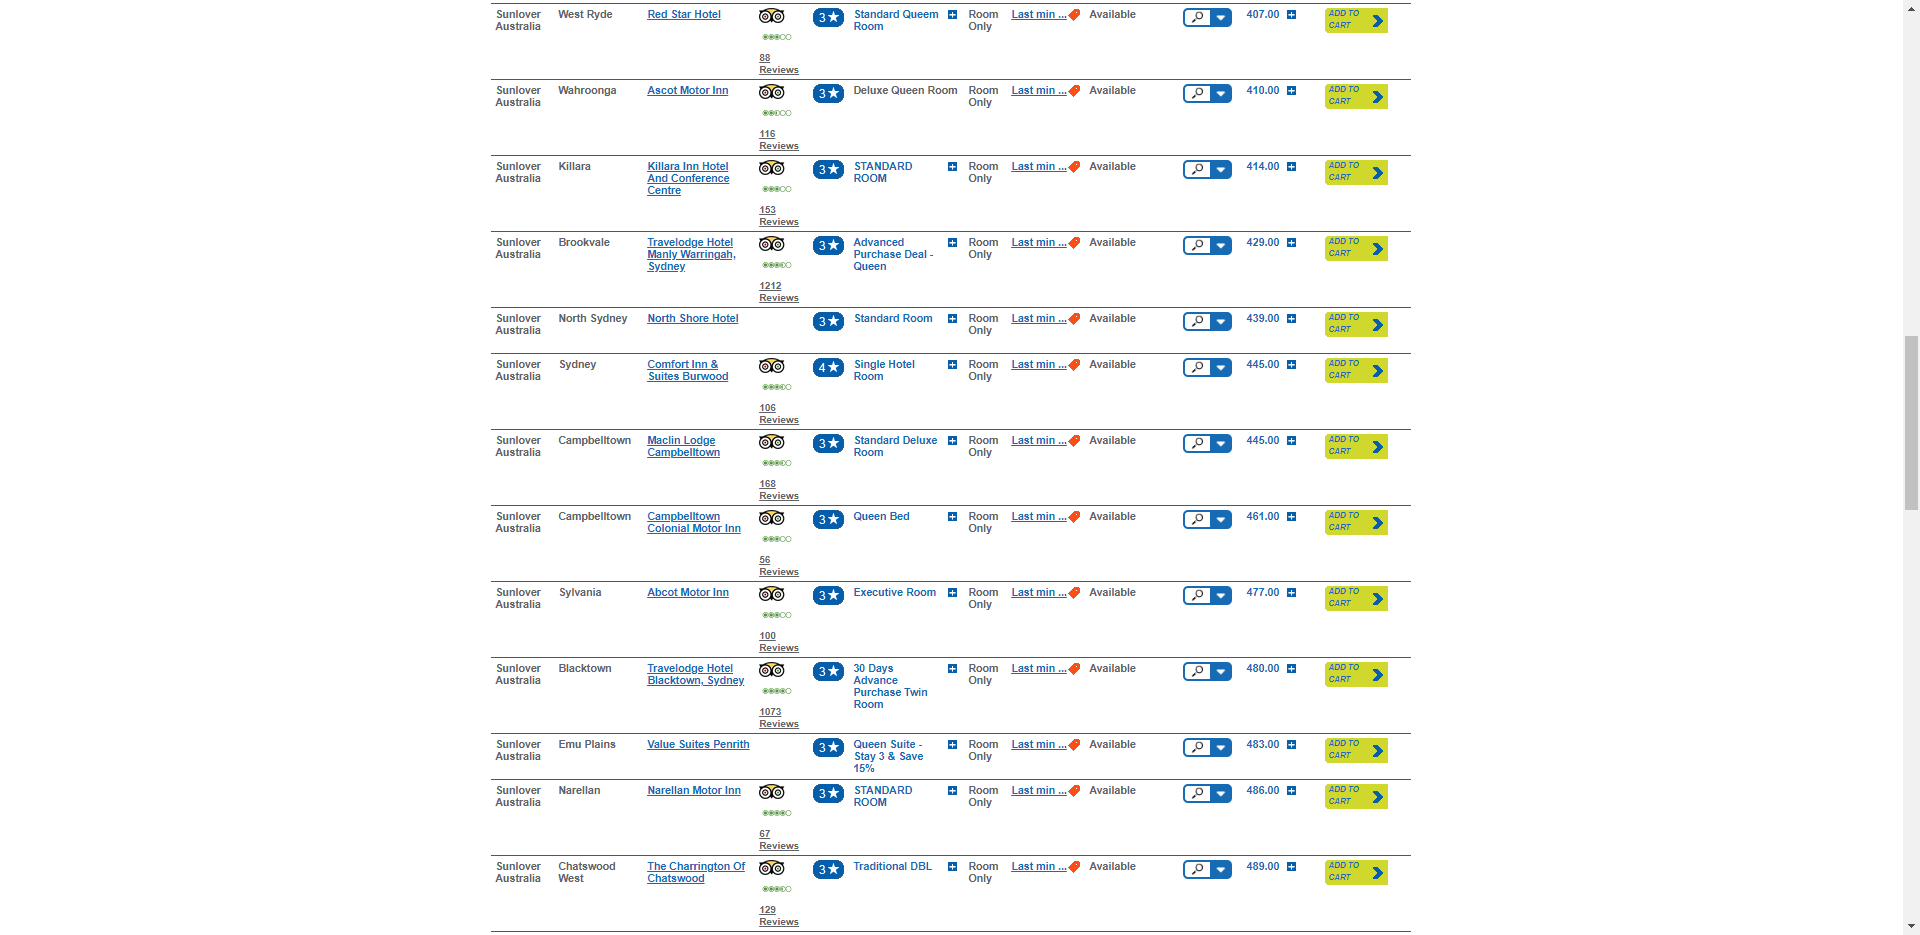 Sunlover Australia West Ryde Red Star Hotel 88 Reviews 3 Standard Queem Room Room Only Last min ... Available 407.00 ADD TO CART
Sunlover Australia Wahroonga Ascot Motor Inn 116 Reviews 3 Deluxe Queen Room Room Only Last min ... Available 410.00 ADD TO CART
Sunlover Australia Killara Killara Inn Hotel And Conference Centre 153 Reviews 3 STANDARD ROOM Room Only Last min ... Available 414.00 ADD TO CART
Sunlover Australia Brookvale Travelodge Hotel Manly Warringah, Sydney 1212 Reviews 3 Advanced Purchase Deal - Queen Room Only Last min ... Available 429.00 ADD TO CART
Sunlover Australia North Sydney North Shore Hotel 3 Standard Room Room Only Last min ... Available 439.00 ADD TO CART
Sunlover Australia Sydney Comfort Inn & Suites Burwood 106 Reviews 4 Single Hotel Room Room Only Last min ... Available 445.00 ADD TO CART
Sunlover Australia Campbelltown Maclin Lodge Campbelltown 168 Reviews 3 Standard Deluxe Room Room Only Last min ... Available 445.00 ADD TO CART
Sunlover Australia Campbelltown Campbelltown Colonial Motor Inn 56 Reviews 3 Queen Bed Room Only Last min ... Available 461.00 ADD TO CART
Sunlover Australia Sylvania Abcot Motor Inn 100 Reviews 3 Executive Room Room Only Last min ... Available 477.00 ADD TO CART
Sunlover Australia Blacktown Travelodge Hotel Blacktown, Sydney 1073 Reviews 3 30 Days Advance Purchase Twin Room Room Only Last min ... Available 480.00 ADD TO CART
Sunlover Australia Emu Plains Value Suites Penrith 3 Queen Suite - Stay 3 & Save 15% Room Only Last min ... Available 483.00 ADD TO CART
Sunlover Australia Narellan Narellan Motor Inn 67 Reviews 3 STANDARD ROOM Room Only Last min ... Available 486.00 ADD TO CART
Sunlover Australia Chatswood West The Charrington Of Chatswood 129 Reviews 3 Traditional DBL Room Only Last min ... Available 489.00 ADD TO CART